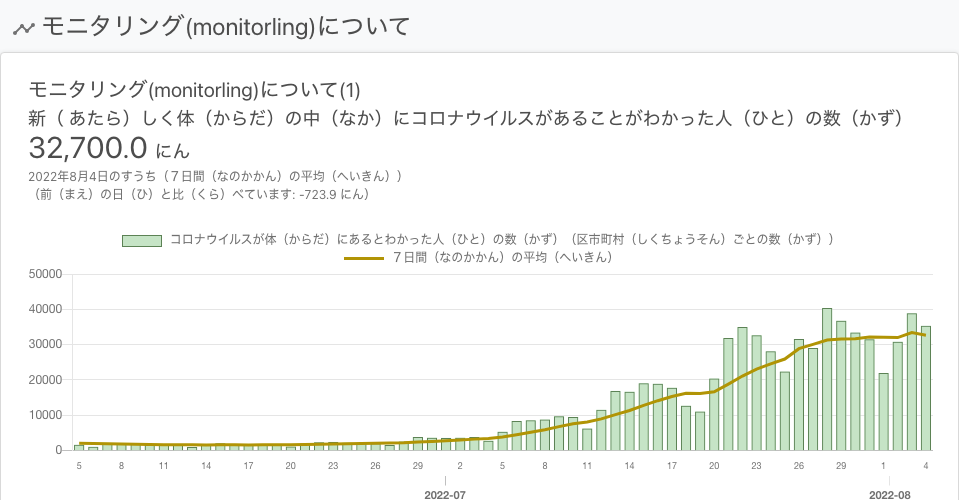 モニタリング(monitorling)について
モニタリング(monitorling)について(1)
新（ あたら）しく体（からだ）の中（なか）にコロナウイルスがあることがわかった人（ひと）の数（かず）
32,700.0 にん
2022年8月4日のすうち（７日間（なのかかん）の平均（へいきん））
（前（まえ）の日（ひ）と比（くら）べています: -723.9 にん）
コロナウイルスが体（からだ）にあるとわかった人（ひと）の数（かず）（区市町村（しくちょうそん）ごとの数（かず））
７日間（なのかかん）の平均（へいきん）
50000
40000
30000
20000
10000
0
5 8 11 14 17 20 23 26 29 2 5 8 11 14 17 20 23 26 29 1 4
2022-07 2022-08